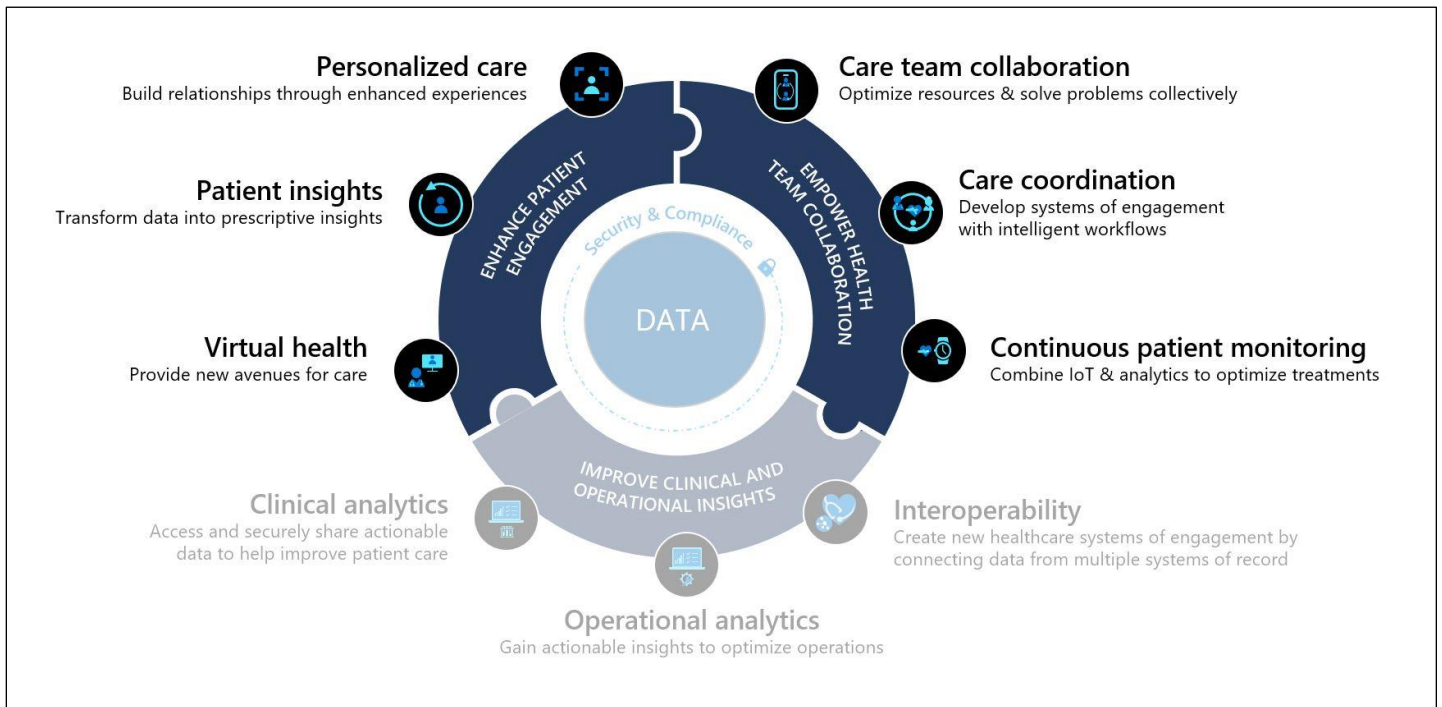 Personalized care
Build relationships through enhanced experiences
Care team collaboration
Optimize resources & solve problems collectively
Patient insights
Transform data into prescriptive insights
Care coordination
Develop systems of engagement
with intelligent workflows
Virtual health
Provide new avenues for care
Continuous patient monitoring
Combine IoT & analytics to optimize treatments
ENHANCE PATIENT
ENGAGEMENT
EMPOWER HEALTH
TEAM COLLABORATION
Security & Compliance
DATA
IMPROVE CLINICAL AND
OPERATIONAL INSIGHTS
Clinical analytics
Access and securely share actionable
data to help improve patient care
Interoperability
Create new healthcare systems of engagement by
connecting data from multiple systems of record
Operational analytics
Gain actionable insights to optimize operations